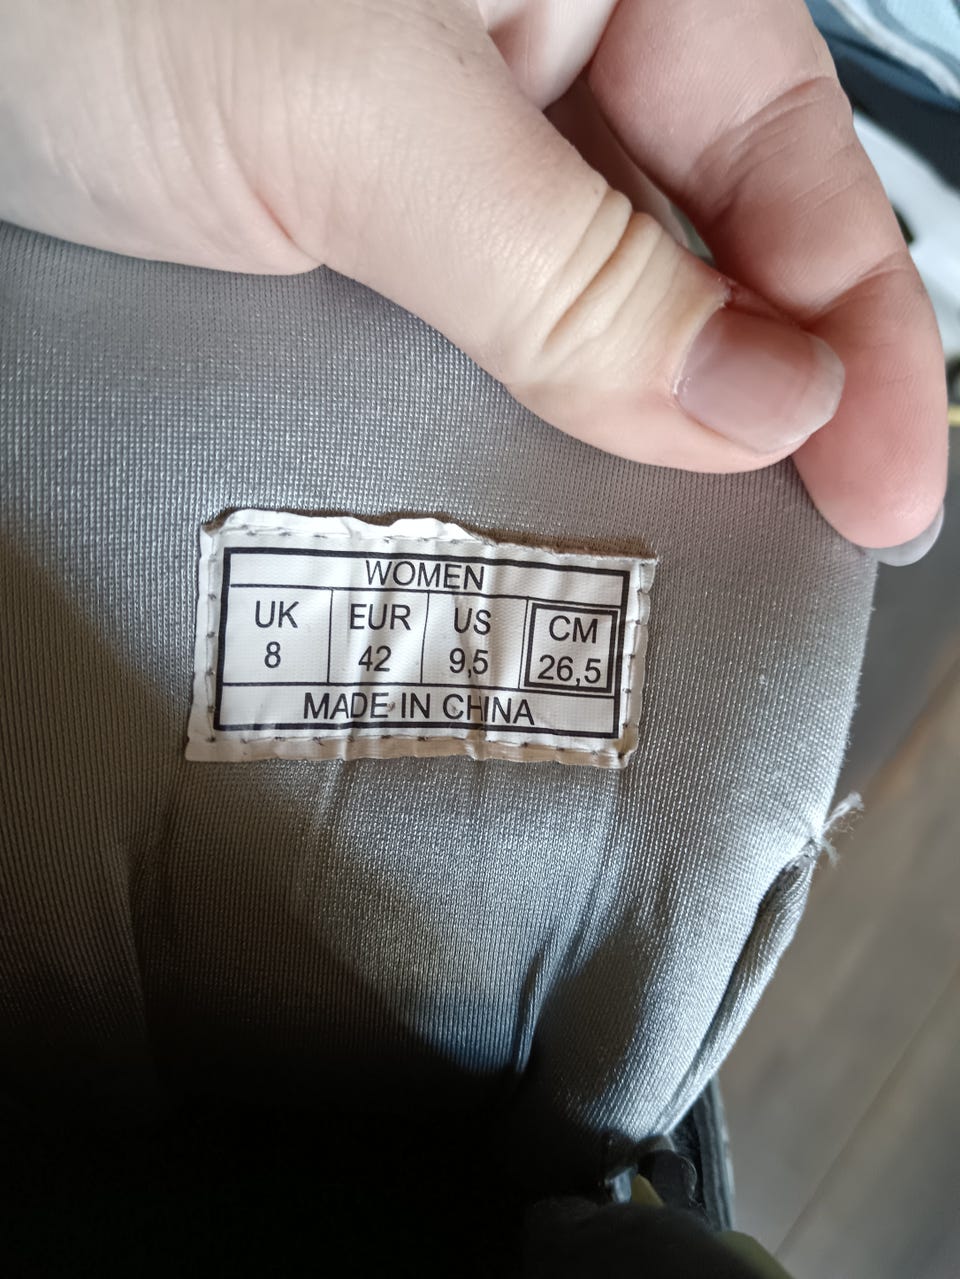 WOMEN
UK EUR US CM
8 42 9,5 26,5
MADE IN CHINA